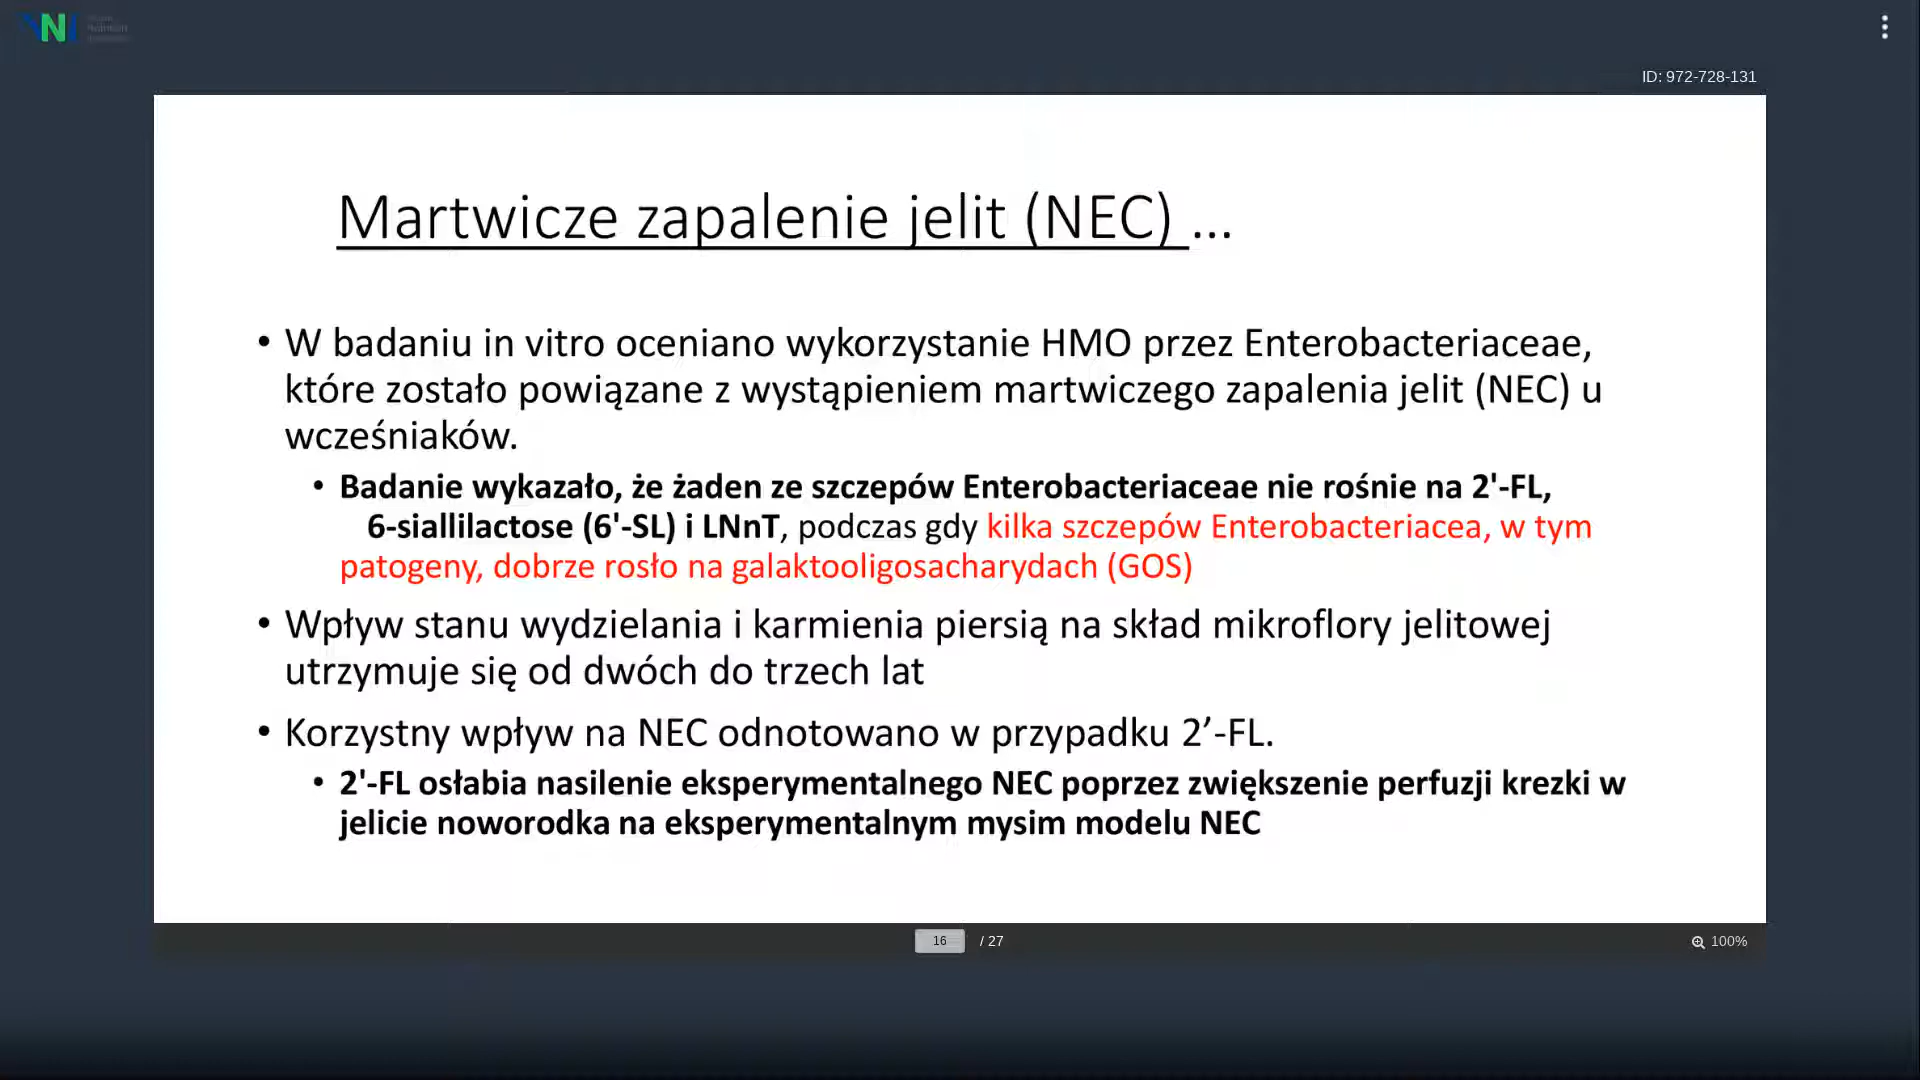 ID: 972-728-131
Martwicze zapalenie jelit (NEC) ...
• W badaniu in vitro oceniano wykorzystanie HMO przez Enterobacteriaceae,
które zostało powiązane z wystąpieniem martwiczego zapalenia jelit (NEC) u
wcześniaków.
• Badanie wykazało, że żaden ze szczepów Enterobacteriaceae nie rośnie na 2'-FL,
6-siallilactose (6'-SL) i LNnT, podczas gdy kilka szczepów Enterobacteriacea, w tym
patogeny, dobrze rosło na galaktooligosacharydach (GOS)
• Wpływ stanu wydzielania i karmienia piersią na skład mikroflory jelitowej
utrzymuje się od dwóch do trzech lat
• Korzystny wpływ na NEC odnotowano w przypadku 2’-FL.
• 2'-FL osłabia nasilenie eksperymentalnego NEC poprzez zwiększenie perfuzji krezki w
jelicie noworodka na eksperymentalnym mysim modelu NEC
16 / 27
100%